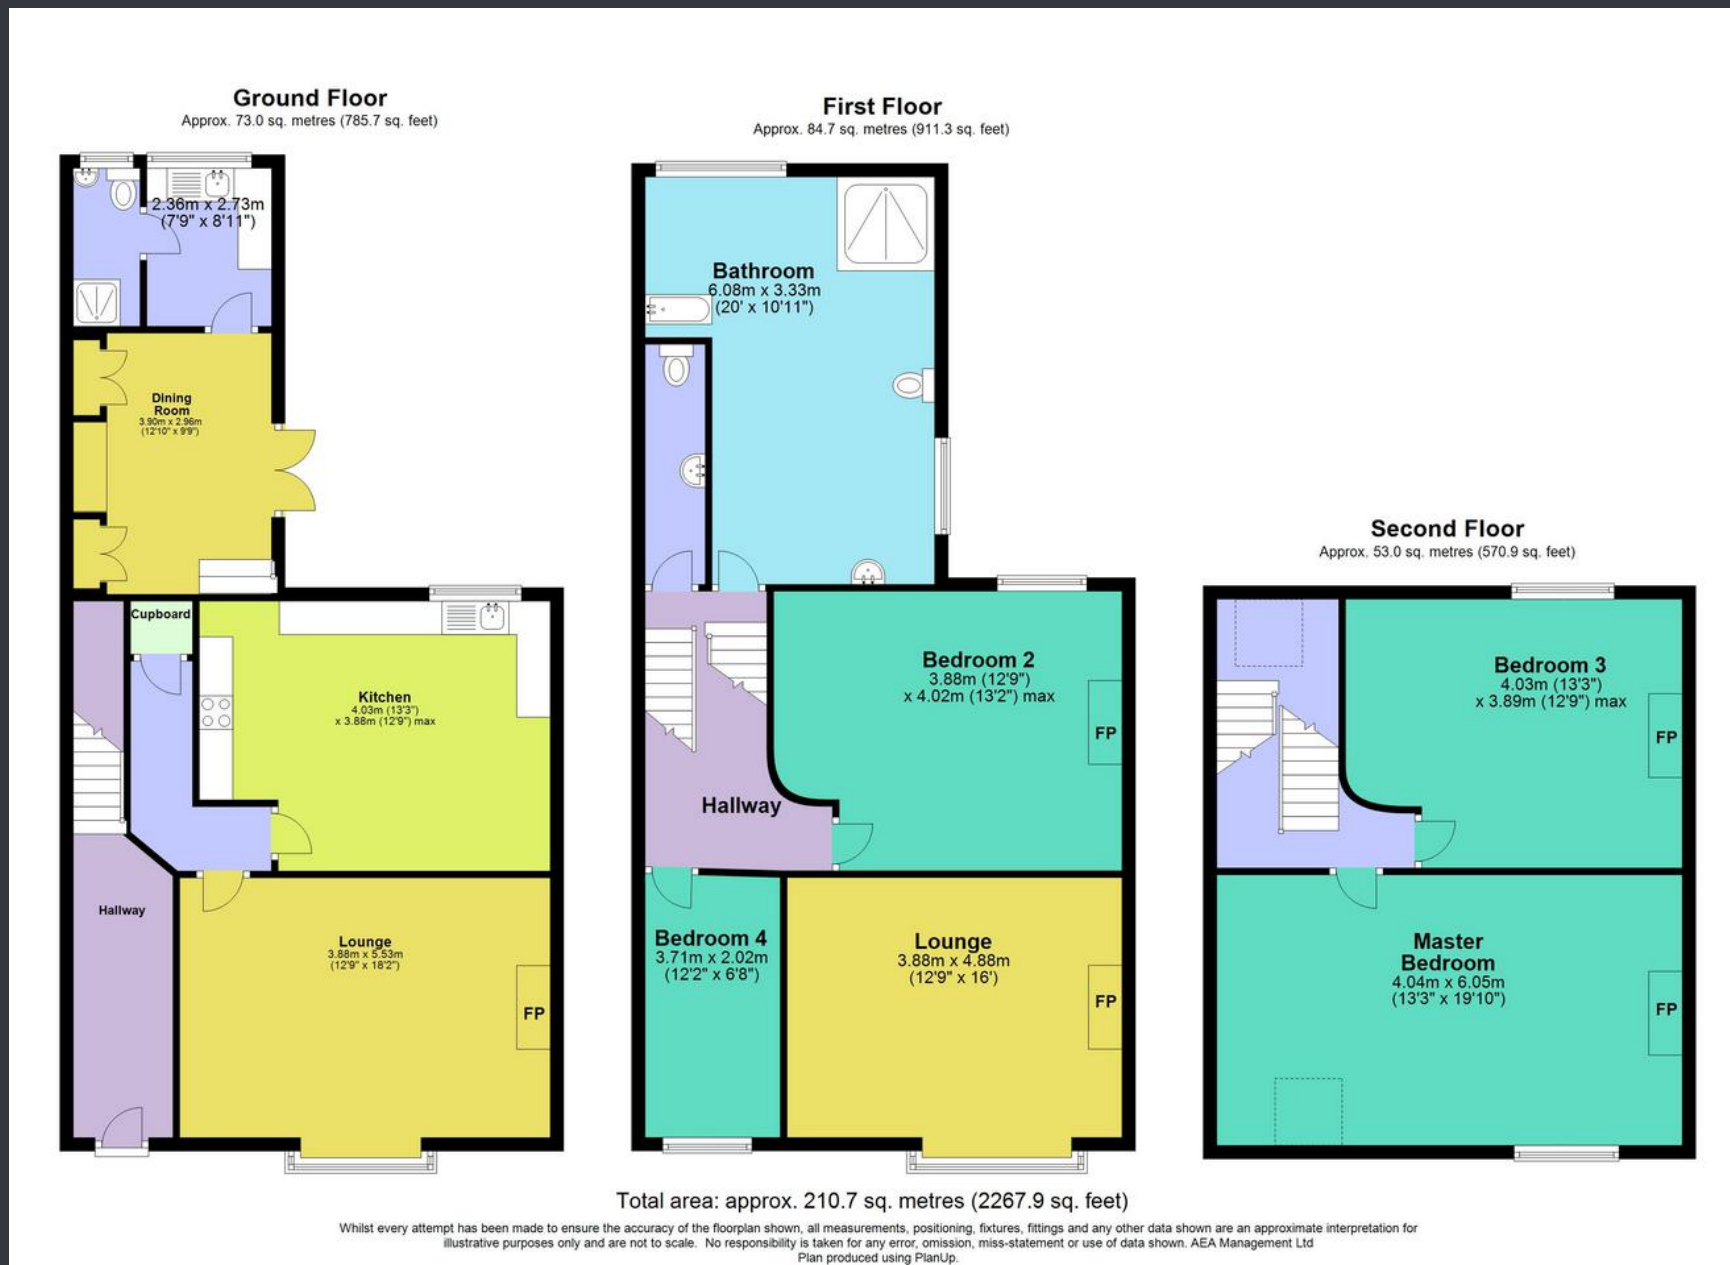 Ground Floor
Approx. 73.0 sq. metres (785.7 sq. feet)
2.36m x 2.73m
(7'9" x 8'11")
Dining
Room
3.90m x 2.96m
(12'10" x 9'9")
Cupboard
Kitchen
4.03m (13'3")
x 3.88m (12'9") max
Hallway
Lounge
3.88m x 5.53m
(12'9" x 18'2")
FP
First Floor
Approx. 84.7 sq. metres (911.3 sq. feet)
Bathroom
6.08m x 3.33m
(20' x 10'11")
Bedroom 2
3.88m (12'9")
x 4.02m (13'2") max
FP
Hallway
Bedroom 4
3.71m x 2.02m
(12'2" x 6'8")
Lounge
3.88m x 4.88m
(12'9" x 16')
FP
Second Floor
Approx. 53.0 sq. metres (570.9 sq. feet)
Bedroom 3
4.03m (13'3")
x 3.89m (12'9") max
FP
Master
Bedroom
4.04m x 6.05m
(13'3" x 19'10")
FP
Total area: approx. 210.7 sq. metres (2267.9 sq. feet)
Whilst every attempt has been made to ensure the accuracy of the floorplan shown, all measurements, positioning, fixtures, fittings and any other data shown are an approximate interpretation for
illustrative purposes only and are not to scale. No responsibility is taken for any error, omission, miss-statement or use of data shown. AEA Management Ltd
Plan produced using PlanUp.